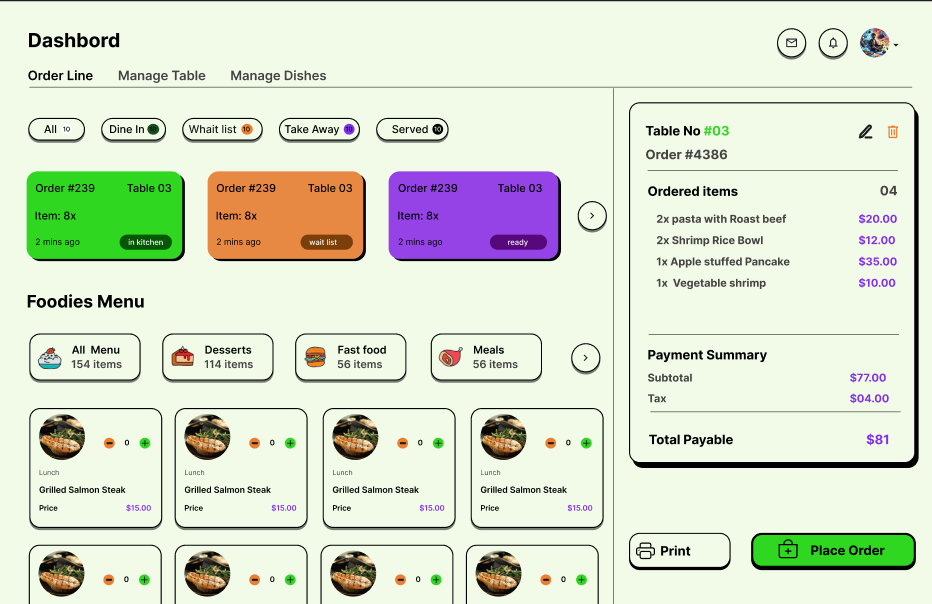 Dashbord
Order Line Manage Table Manage Dishes
All 10 Dine In 10 Whait list 10 Take Away 10 Served 10
Order #239 Table 03
Item: 8x
2 mins ago in kitchen
Order #239 Table 03
Item: 8x
2 mins ago wait list
Order #239 Table 03
Item: 8x
2 mins ago ready
Foodies Menu
All Menu
154 items
Desserts
114 items
Fast food
56 items
Meals
56 items
0
Lunch
Grilled Salmon Steak
Price $15.00
0
Lunch
Grilled Salmon Steak
Price $15.00
0
Lunch
Grilled Salmon Steak
Price $15.00
0
Lunch
Grilled Salmon Steak
Price $15.00
0
0
0
0
Table No #03
Order #4386
Ordered items 04
2x pasta with Roast beef $20.00
2x Shrimp Rice Bowl $12.00
1x Apple stuffed Pancake $35.00
1x Vegetable shrimp $10.00
Payment Summary
Subtotal $77.00
Tax $04.00
Total Payable $81
Print
Place Order